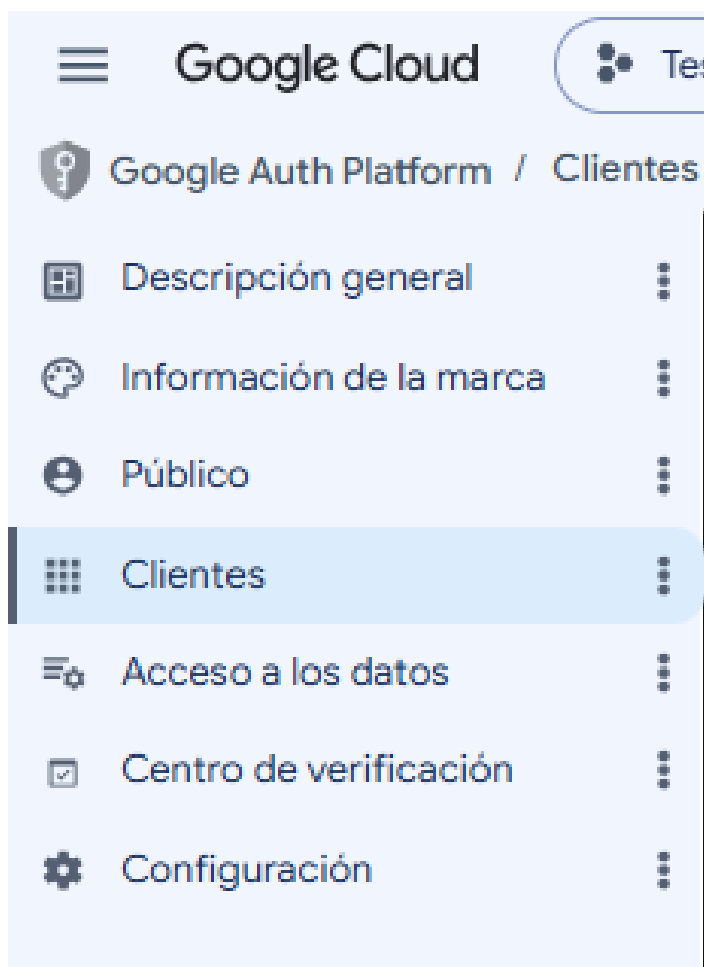 Google Cloud
Google Auth Platform / Clientes
Descripción general
Información de la marca
Público
Clientes
Acceso a los datos
Centro de verificación
Configuración